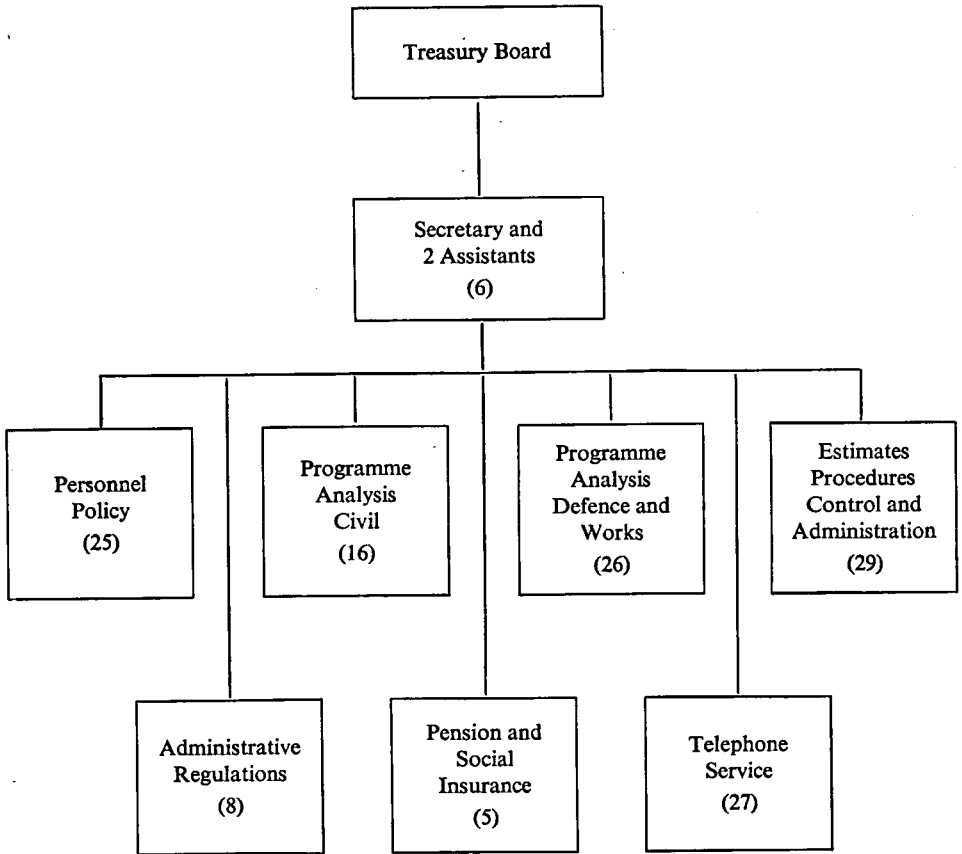 Treasury Board
Secretary and
2 Assistants
(6)
Personnel
Policy
(25)
Programme
Analysis
Civil
(16)
Programme
Analysis
Defence and
Works
(26)
Estimates
Procedures
Control and
Administration
(29)
Administrative
Regulations
(8)
Pension and
Social
Insurance
(5)
Telephone
Service
(27)